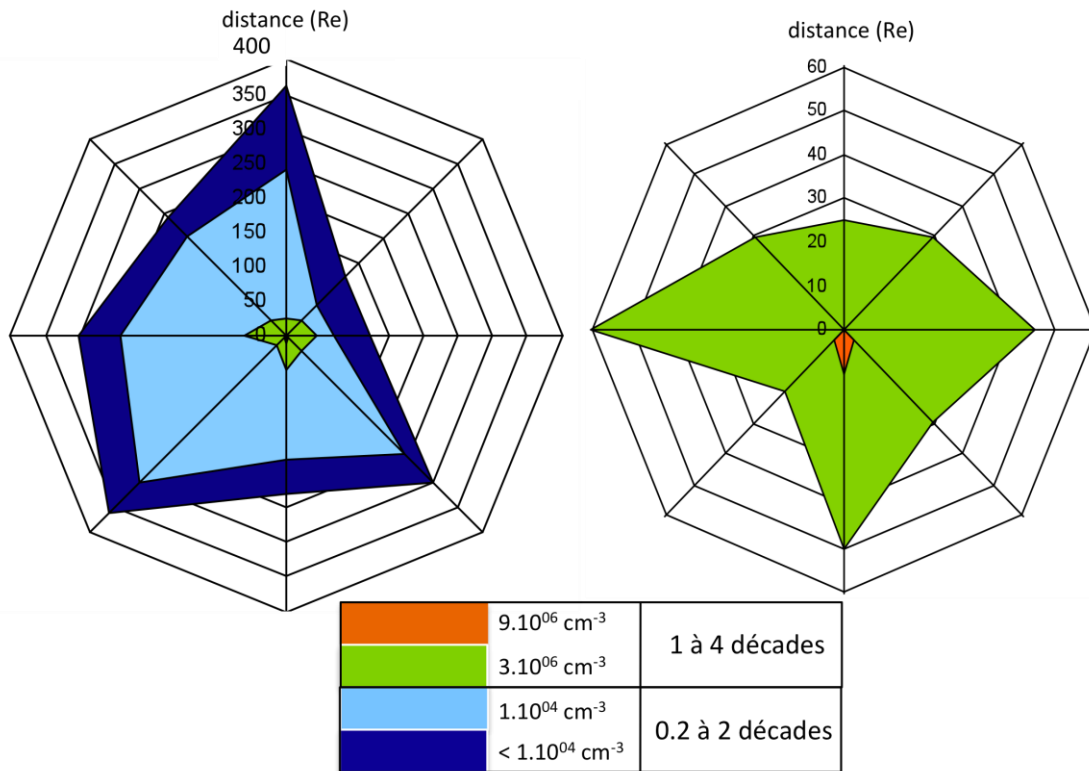 distance (Re)
400
350
300
250
200
150
100
50
0
distance (Re)
60
50
40
30
20
10
0
9.10⁰⁶ cm⁻³
3.10⁰⁶ cm⁻³
1 à 4 décades
1.10⁰⁴ cm⁻³
< 1.10⁰⁴ cm⁻³
0.2 à 2 décades